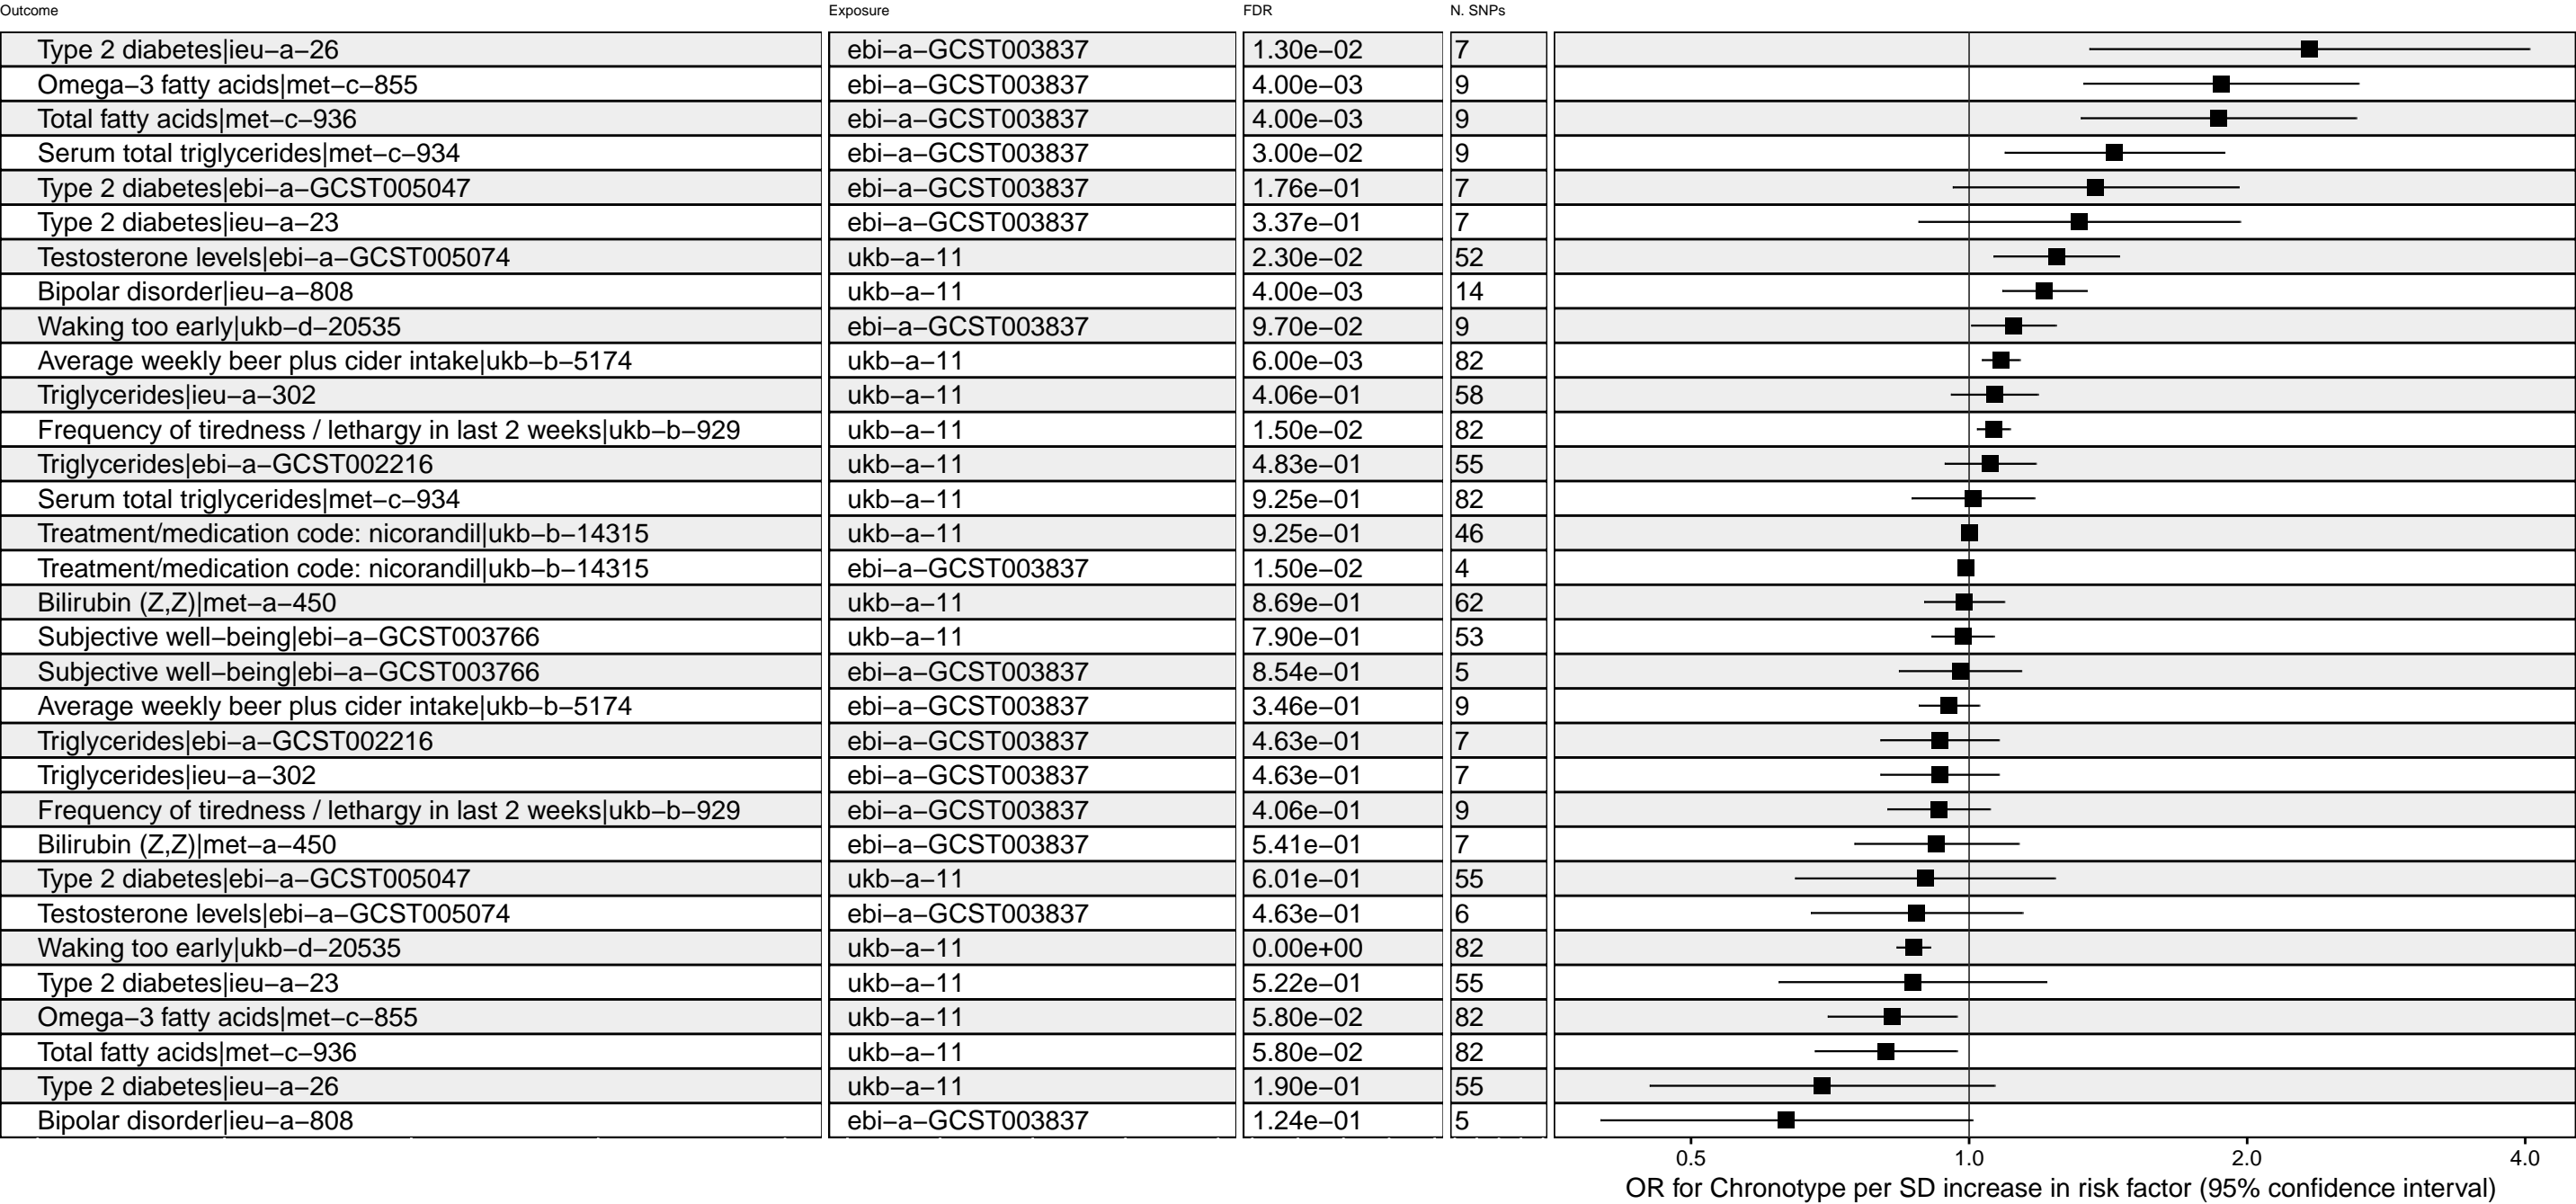 Outcome Exposure FDR N. SNPs
Type 2 diabetes|ieu−a−26 ebi−a−GCST003837 1.30e−02 7
Omega−3 fatty acids|met−c−855 ebi−a−GCST003837 4.00e−03 9
Total fatty acids|met−c−936 ebi−a−GCST003837 4.00e−03 9
Serum total triglycerides|met−c−934 ebi−a−GCST003837 3.00e−02 9
Type 2 diabetes|ebi−a−GCST005047 ebi−a−GCST003837 1.76e−01 7
Type 2 diabetes|ieu−a−23 ebi−a−GCST003837 3.37e−01 7
Testosterone levels|ebi−a−GCST005074 ukb−a−11 2.30e−02 52
Bipolar disorder|ieu−a−808 ukb−a−11 4.00e−03 14
Waking too early|ukb−d−20535 ebi−a−GCST003837 9.70e−02 9
Average weekly beer plus cider intake|ukb−b−5174 ukb−a−11 6.00e−03 82
Triglycerides|ieu−a−302 ukb−a−11 4.06e−01 58
Frequency of tiredness / lethargy in last 2 weeks|ukb−b−929 ukb−a−11 1.50e−02 82
Triglycerides|ebi−a−GCST002216 ukb−a−11 4.83e−01 55
Serum total triglycerides|met−c−934 ukb−a−11 9.25e−01 82
Treatment/medication code: nicorandil|ukb−b−14315 ukb−a−11 9.25e−01 46
Treatment/medication code: nicorandil|ukb−b−14315 ebi−a−GCST003837 1.50e−02 4
Bilirubin (Z,Z)|met−a−450 ukb−a−11 8.69e−01 62
Subjective well−being|ebi−a−GCST003766 ukb−a−11 7.90e−01 53
Subjective well−being|ebi−a−GCST003766 ebi−a−GCST003837 8.54e−01 5
Average weekly beer plus cider intake|ukb−b−5174 ebi−a−GCST003837 3.46e−01 9
Triglycerides|ebi−a−GCST002216 ebi−a−GCST003837 4.63e−01 7
Triglycerides|ieu−a−302 ebi−a−GCST003837 4.63e−01 7
Frequency of tiredness / lethargy in last 2 weeks|ukb−b−929 ebi−a−GCST003837 4.06e−01 9
Bilirubin (Z,Z)|met−a−450 ebi−a−GCST003837 5.41e−01 7
Type 2 diabetes|ebi−a−GCST005047 ukb−a−11 6.01e−01 55
Testosterone levels|ebi−a−GCST005074 ebi−a−GCST003837 4.63e−01 6
Waking too early|ukb−d−20535 ukb−a−11 0.00e+00 82
Type 2 diabetes|ieu−a−23 ukb−a−11 5.22e−01 55
Omega−3 fatty acids|met−c−855 ukb−a−11 5.80e−02 82
Total fatty acids|met−c−936 ukb−a−11 5.80e−02 82
Type 2 diabetes|ieu−a−26 ukb−a−11 1.90e−01 55
Bipolar disorder|ieu−a−808 ebi−a−GCST003837 1.24e−01 5
0.5 1.0 2.0 4.0
OR for Chronotype per SD increase in risk factor (95% confidence interval)